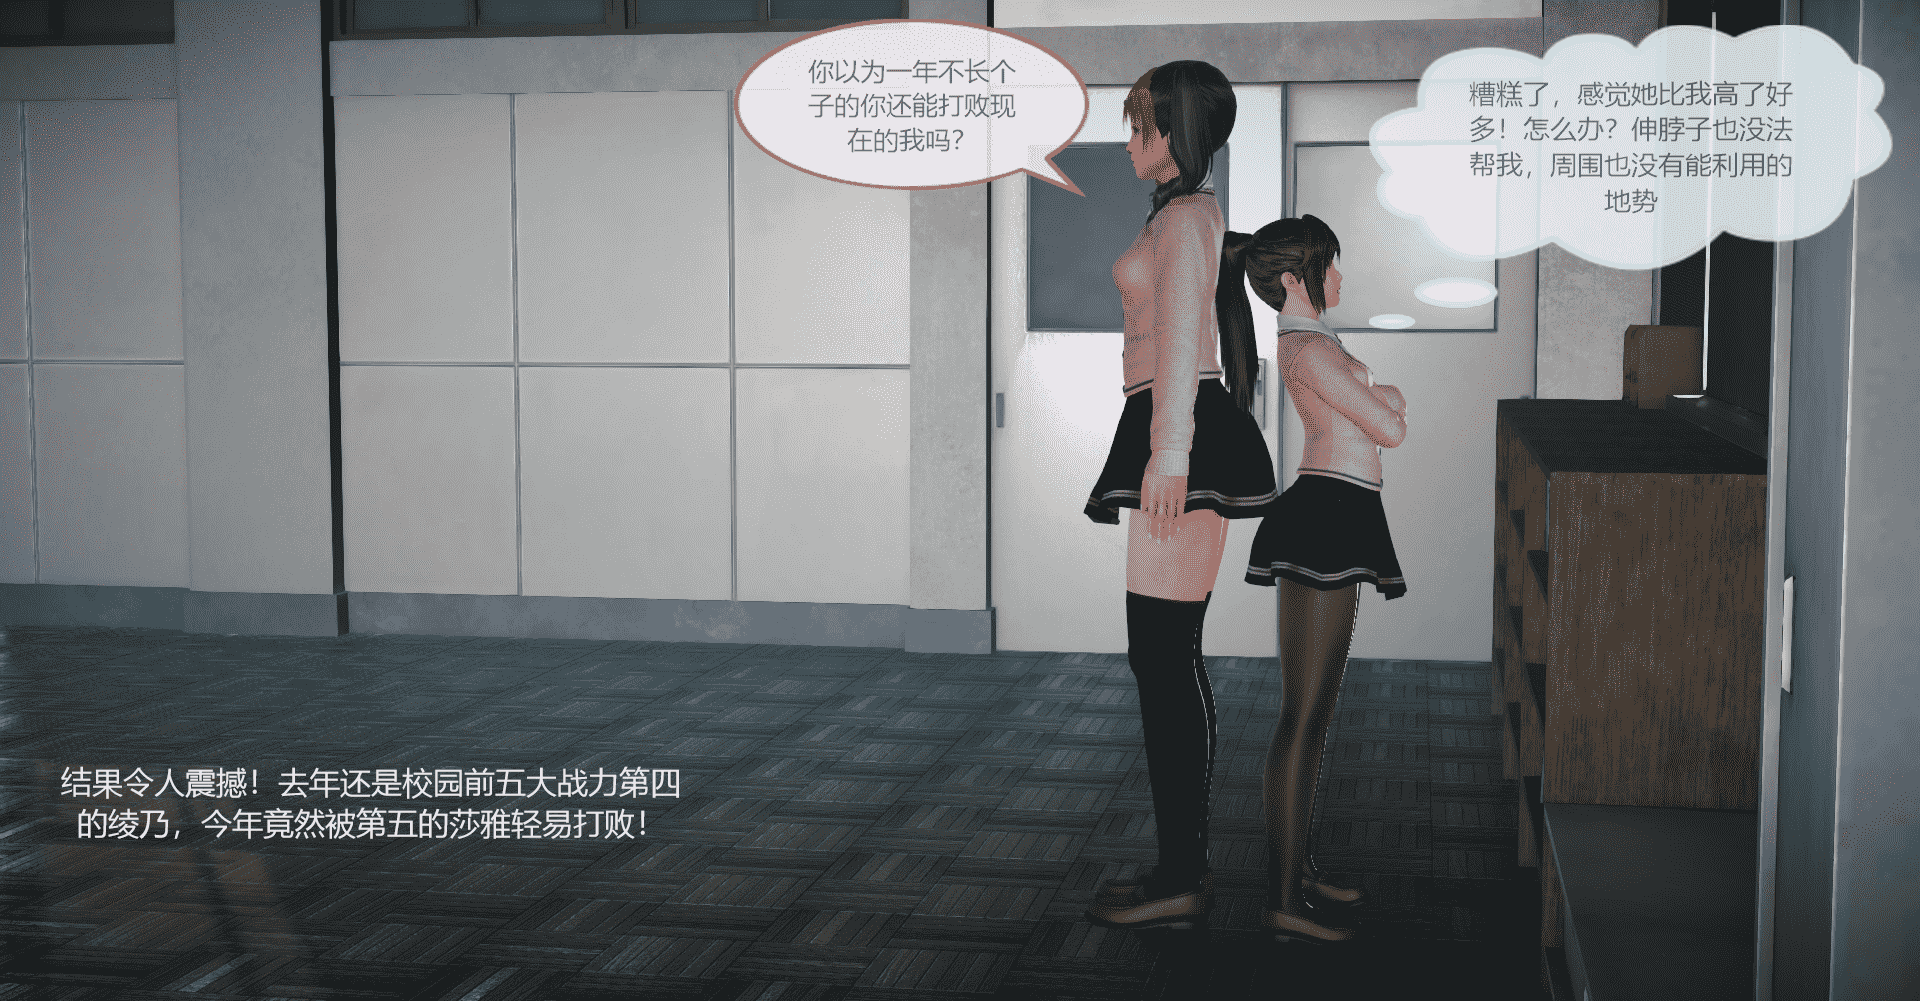 你以为一年不长个
子的你还能打败现
在的我吗？
糟糕了，感觉她比我高了好
多！怎么办？伸脖子也没法
帮我，周围也没有能利用的
地势
结果令人震撼！去年还是校园前五大战力第四
的绫乃，今年竟然被第五的莎雅轻易打败！